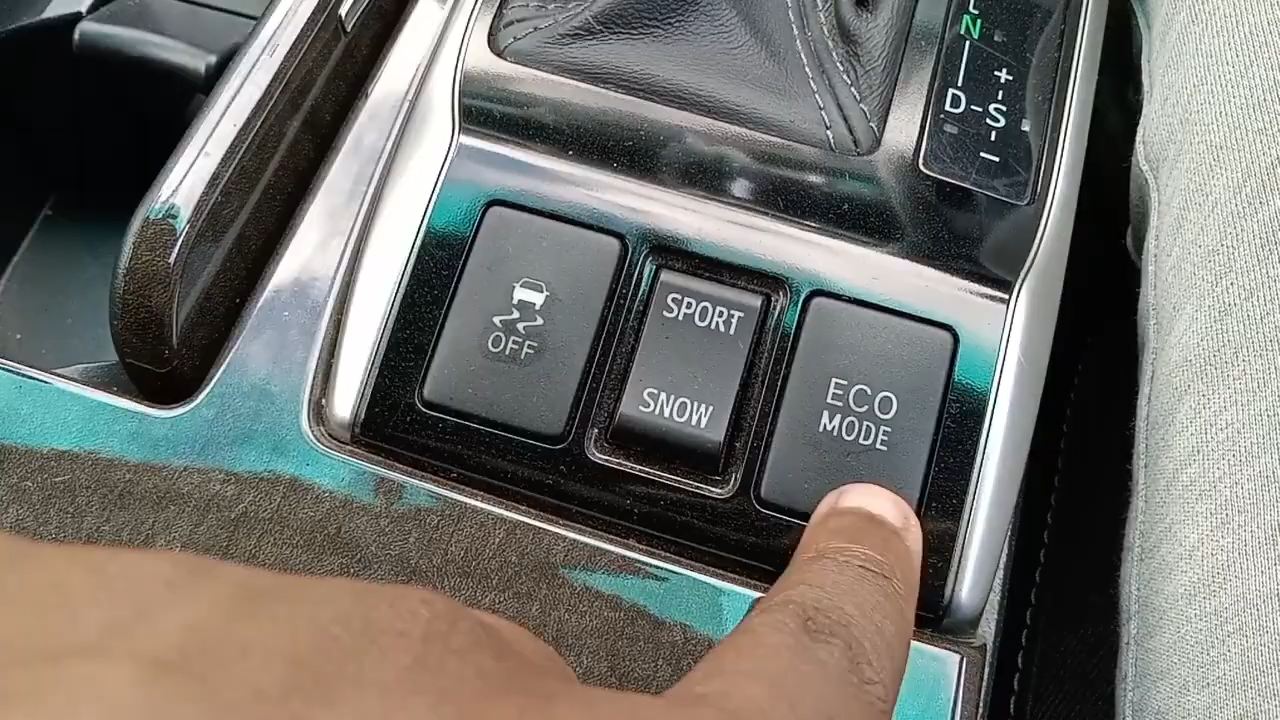 N
+
D-S
–
OFF
SPORT
SNOW
ECO
MODE